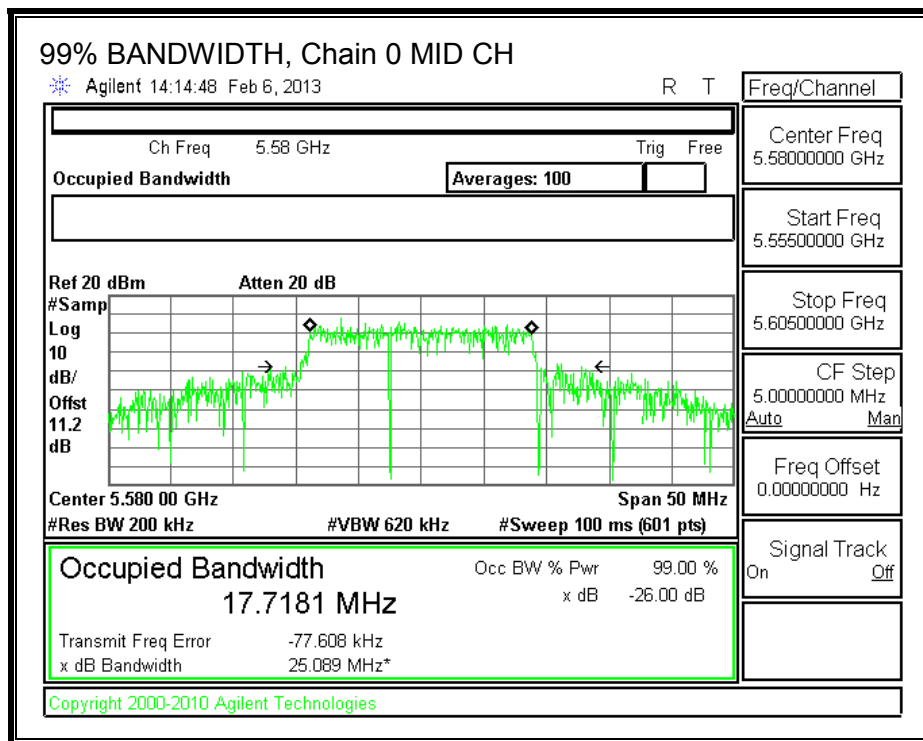 99% BANDWIDTH, Chain 0 MID CH
Agilent 14:14:48 Feb 6, 2013 R T
Freq/Channel
Ch Freq 5.58 GHz Trig Free
Occupied Bandwidth Averages: 100
Center Freq
5.58000000 GHz
Start Freq
5.55500000 GHz
Stop Freq
5.60500000 GHz
CF Step
5.00000000 MHz
Auto Man
Freq Offset
0.00000000 Hz
Signal Track
On Off
Ref 20 dBm Atten 20 dB
#Samp
Log
10
dB/
Offst
11.2
dB
Center 5.580 00 GHz Span 50 MHz
#Res BW 200 kHz #VBW 620 kHz #Sweep 100 ms (601 pts)
Occupied Bandwidth Occ BW % Pwr 99.00 %
17.7181 MHz x dB -26.00 dB
Transmit Freq Error -77.608 kHz
x dB Bandwidth 25.089 MHz*
Copyright 2000-2010 Agilent Technologies